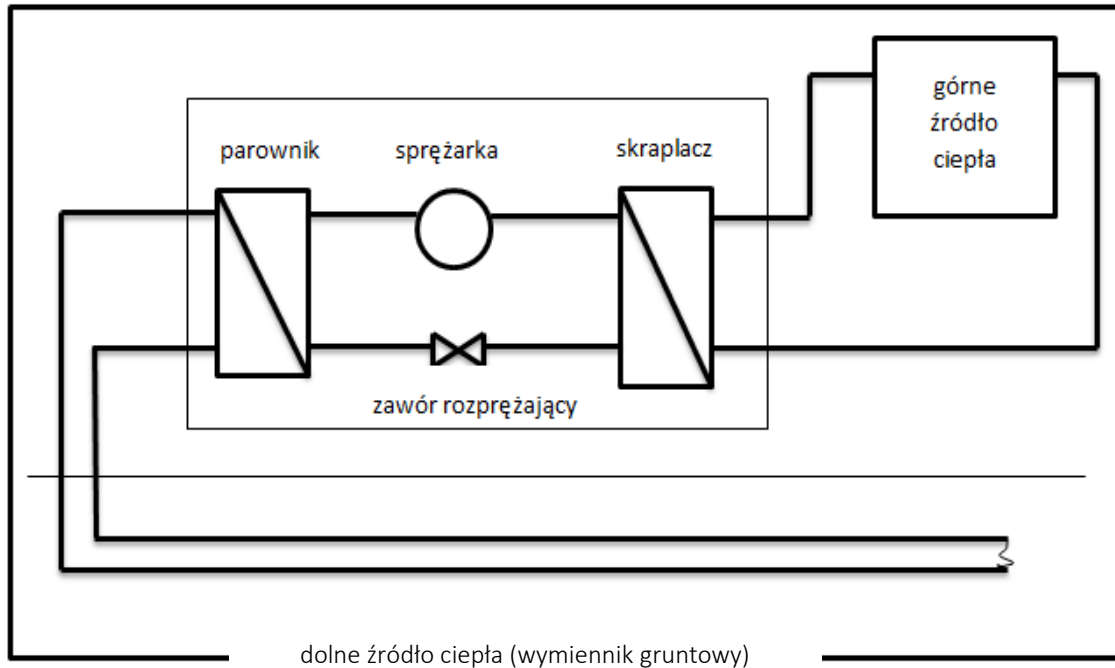 górne
źródło
ciepła
parownik
sprężarka
skraplacz
zawór rozprężający
dolne źródło ciepła (wymiennik gruntowy)